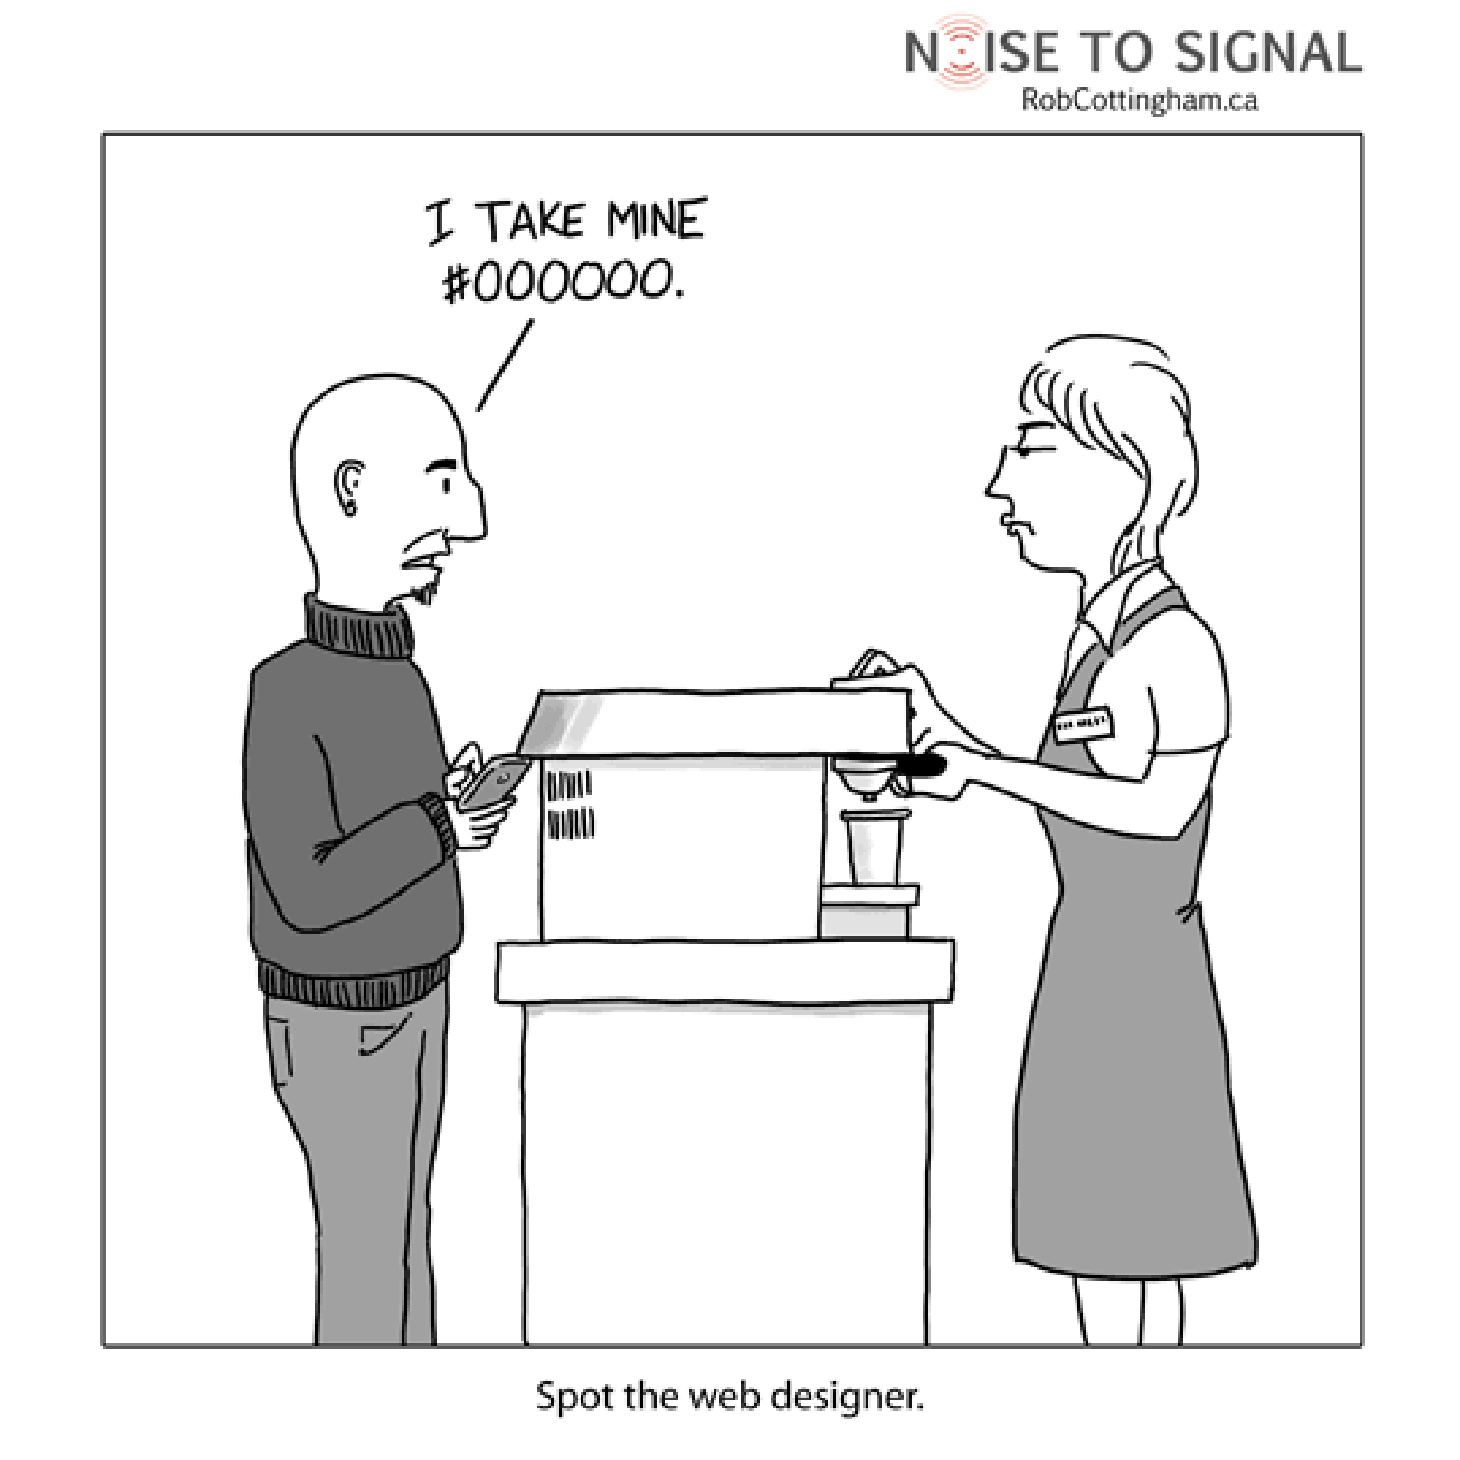 NOISE TO SIGNAL
RobCottingham.ca
I TAKE MINE
#000000.
Spot the web designer.